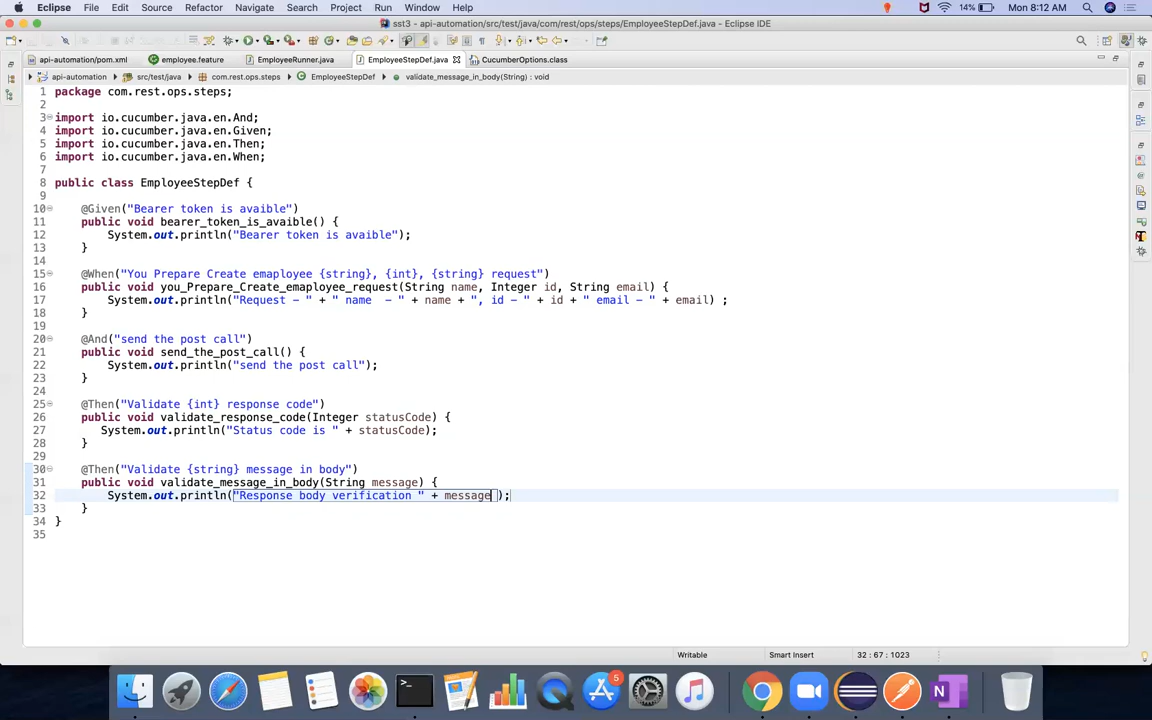 Eclipse File Edit Source Refactor Navigate Search Project Run Window Help 14% Mon 8:12 AM
sst3 - api-automation/src/test/java/com/rest/ops/steps/EmployeeStepDef.java - Eclipse IDE
api-automation/pom.xml employee.feature EmployeeRunner.java EmployeeStepDef.java CucumberOptions.class
api-automation src/test/java com.rest.ops.steps EmployeeStepDef validate_message_in_body(String) : void
1 package com.rest.ops.steps;
2
3 import io.cucumber.java.en.And;
4 import io.cucumber.java.en.Given;
5 import io.cucumber.java.en.Then;
6 import io.cucumber.java.en.When;
7
8 public class EmployeeStepDef {
9
10 @Given("Bearer token is avaible")
11 public void bearer_token_is_avaible() {
12 System.out.println("Bearer token is avaible");
13 }
14
15 @When("You Prepare Create emaployee {string}, {int}, {string} request")
16 public void you_Prepare_Create_emaployee_request(String name, Integer id, String email) {
17 System.out.println("Request - " + " name  - " + name + ", id - " + id + " email - " + email) ;
18 }
19
20 @And("send the post call")
21 public void send_the_post_call() {
22 System.out.println("send the post call");
23 }
24
25 @Then("Validate {int} response code")
26 public void validate_response_code(Integer statusCode) {
27 System.out.println("Status code is " + statusCode);
28 }
29
30 @Then("Validate {string} message in body")
31 public void validate_message_in_body(String message) {
32 System.out.println("Response body verification " + message );
33 }
34 }
35
Writable Smart Insert 32 : 67 : 1023
5